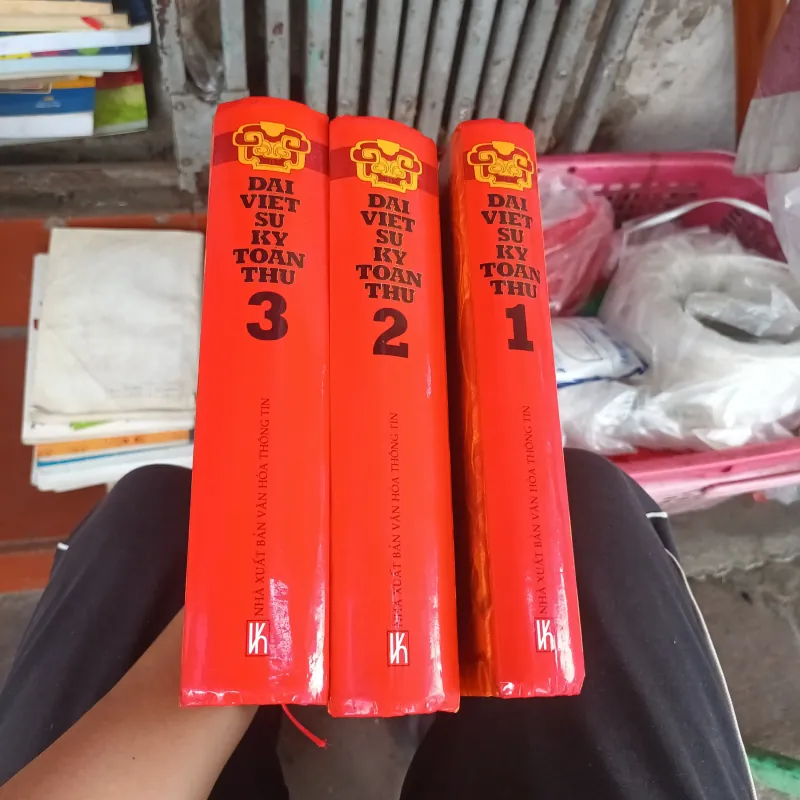 DAI
VIET
SU
KY
TOAN
THU
3
NHÀ XUẤT BẢN VĂN HÓA THÔNG TIN
DAI
VIET
SU
KY
TOAN
THU
2
NHÀ XUẤT BẢN VĂN HÓA THÔNG TIN
DAI
VIET
SU
KY
TOAN
THU
1
NHÀ XUẤT BẢN VĂN HÓA THÔNG TIN